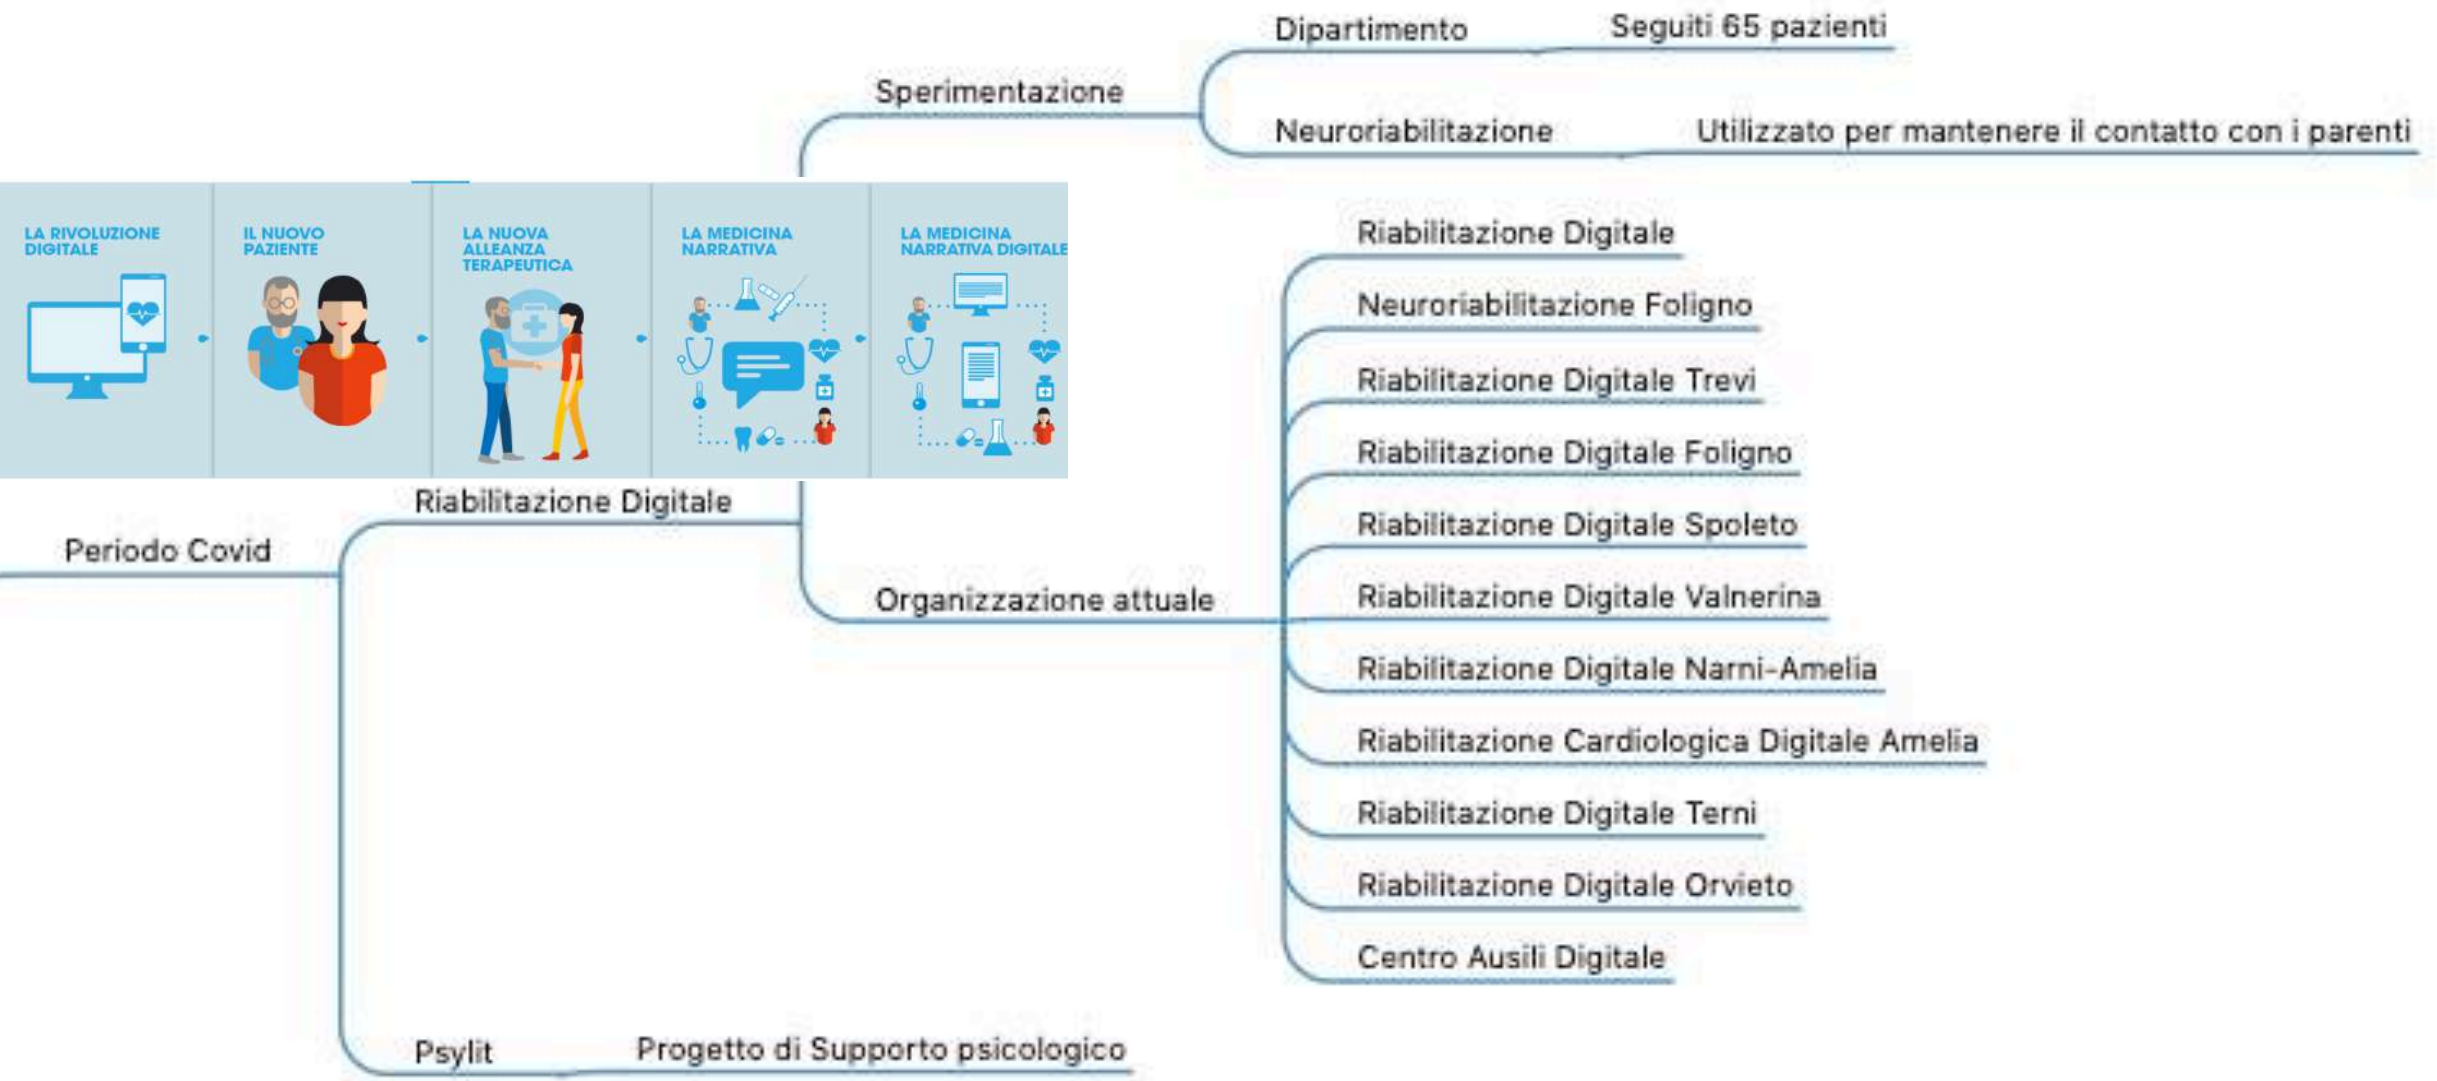 Dipartimento
Seguiti 65 pazienti
Sperimentazione
Neuroriabilitazione
Utilizzato per mantenere il contatto con i parenti
LA RIVOLUZIONE
DIGITALE
IL NUOVO
PAZIENTE
LA NUOVA
ALLEANZA
TERAPEUTICA
LA MEDICINA
NARRATIVA
LA MEDICINA
NARRATIVA DIGITALE
Periodo Covid
Riabilitazione Digitale
Organizzazione attuale
Riabilitazione Digitale
Neuroriabilitazione Foligno
Riabilitazione Digitale Trevi
Riabilitazione Digitale Foligno
Riabilitazione Digitale Spoleto
Riabilitazione Digitale Valnerina
Riabilitazione Digitale Narni-Amelia
Riabilitazione Cardiologica Digitale Amelia
Riabilitazione Digitale Terni
Riabilitazione Digitale Orvieto
Centro Ausili Digitale
Psylit
Progetto di Supporto psicologico